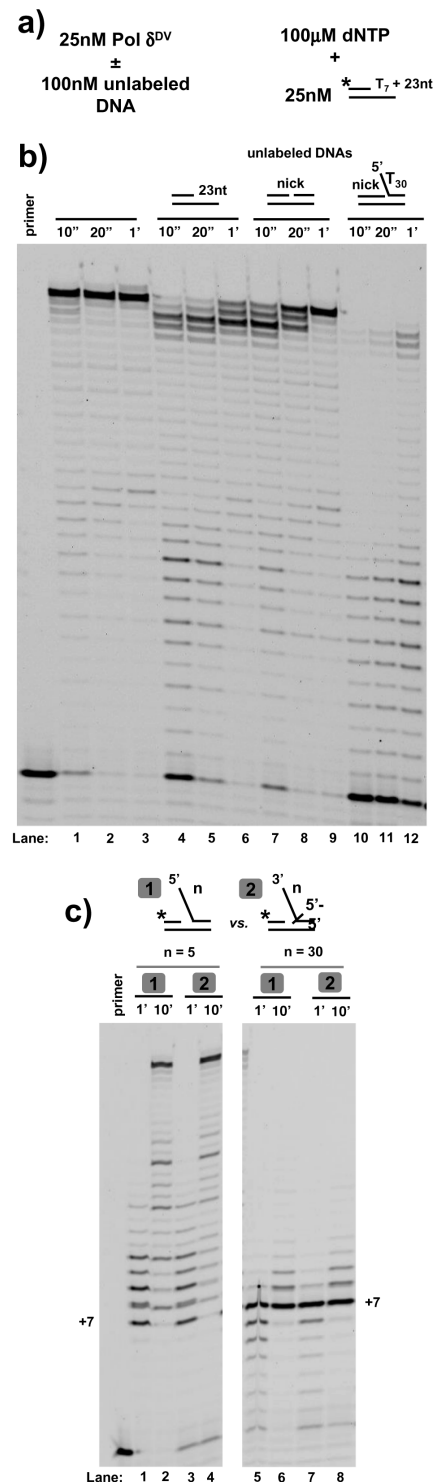 a)
25nM Pol δᴰⱽ
±
100nM unlabeled
DNA
100µM dNTP
+
25nM * T₇ + 23nt
b)
unlabeled DNAs
primer
23nt
nick
nick 5' T₃₀
10” 20” 1’ 10” 20” 1’ 10” 20” 1’ 10” 20” 1’
Lane: 1 2 3 4 5 6 7 8 9 10 11 12
c)
1 5’ n
*
vs.
2 3’ n
*
5’-
5’
n = 5 n = 30
primer
1 2 1 2
1’ 10’ 1’ 10’ 1’ 10’ 1’ 10’
+7
+7
Lane: 1 2 3 4 5 6 7 8